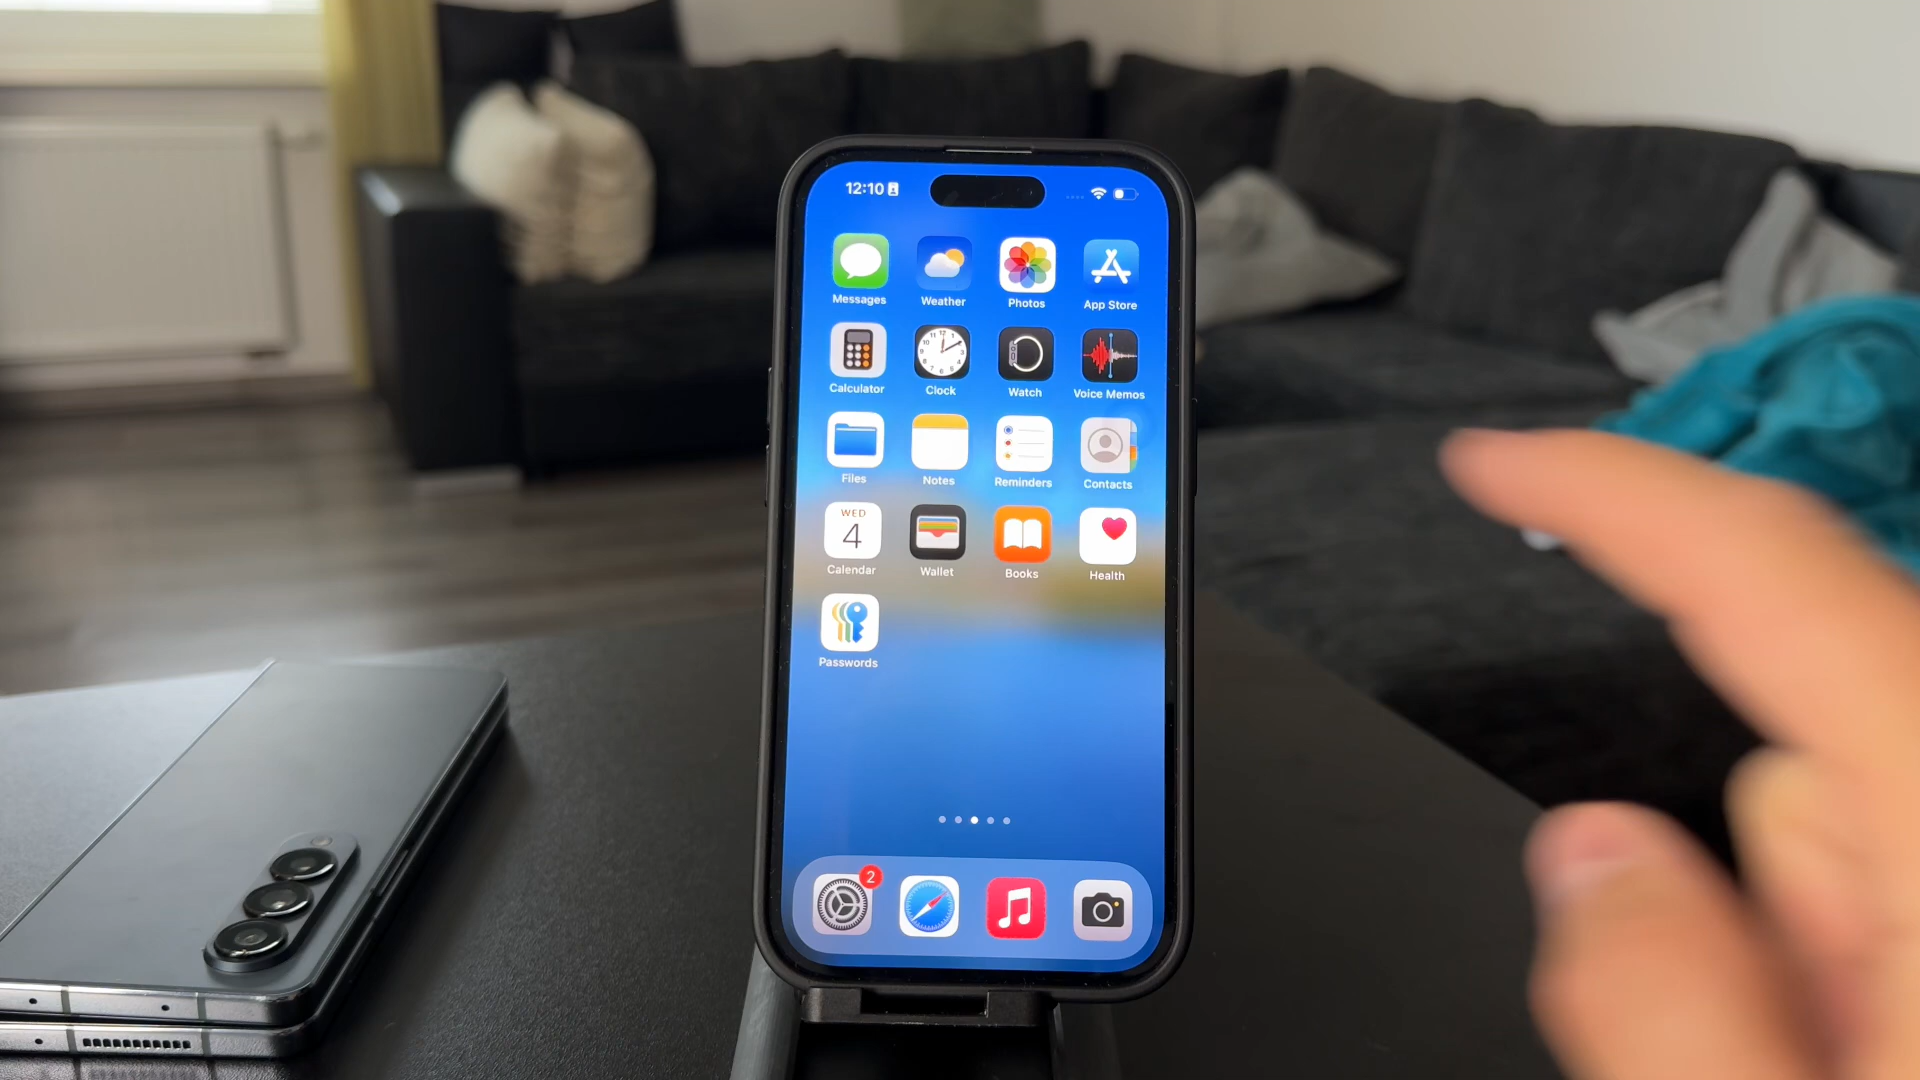 12:10
Messages Weather Photos App Store
Calculator Clock Watch Voice Memos
Files Notes Reminders Contacts
WED
4
Calendar Wallet Books Health
Passwords
2